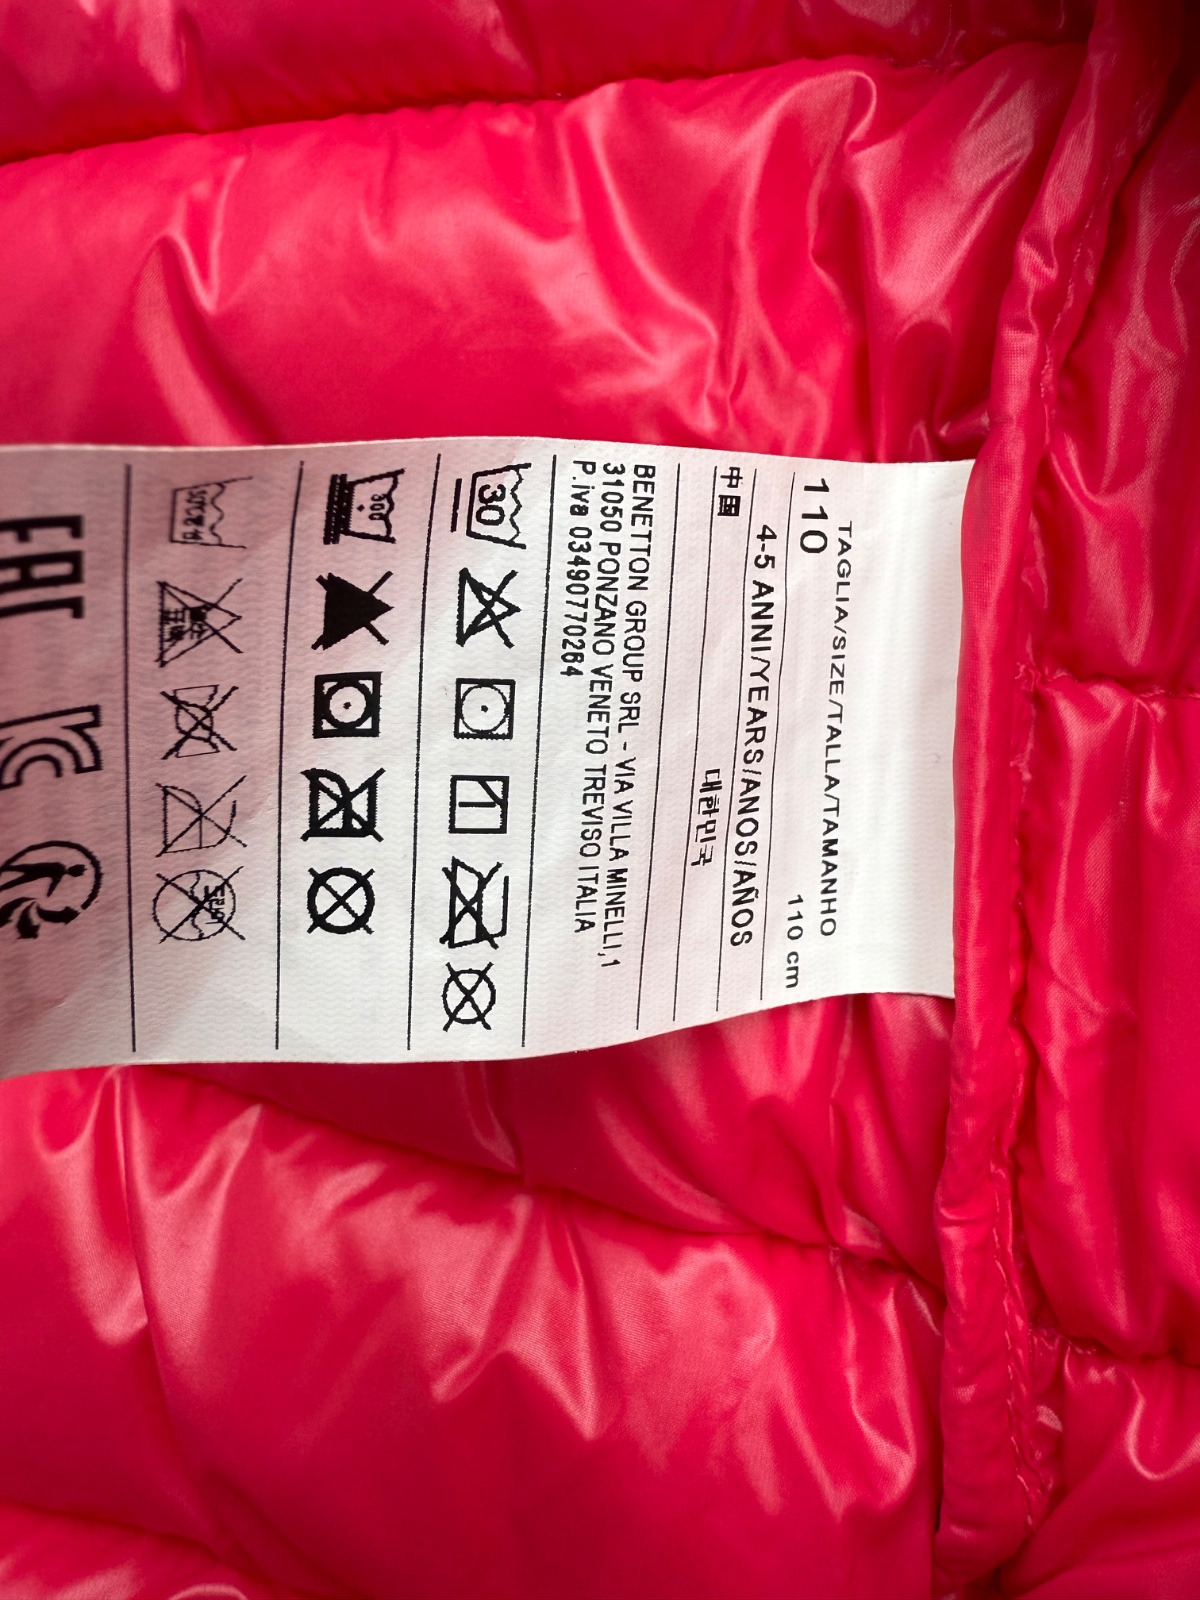 TAGLIA/SIZE/TALLA/TAMANHO
110 110 cm
4-5 ANNI/YEARS/ANOS/AÑOS
中国 대한민국
BENETTON GROUP SRL - VIA VILLA MINELLI,1
31050 PONZANO VENETO TREVISO ITALIA
P.iva 03490770264
30
300
EAC